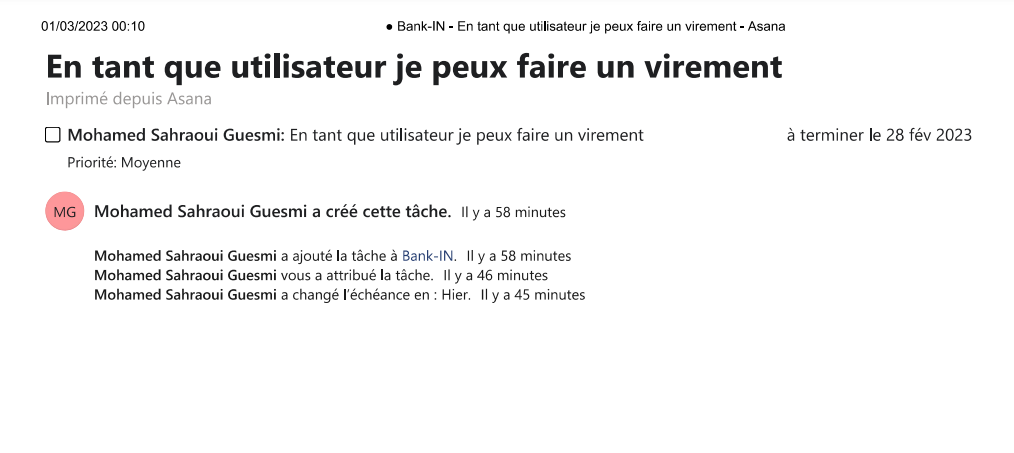 01/03/2023 00:10 ● Bank-IN - En tant que utilisateur je peux faire un virement - Asana
En tant que utilisateur je peux faire un virement
Imprimé depuis Asana
Mohamed Sahraoui Guesmi: En tant que utilisateur je peux faire un virement à terminer le 28 fév 2023
Priorité: Moyenne
MG Mohamed Sahraoui Guesmi a créé cette tâche. Il y a 58 minutes
Mohamed Sahraoui Guesmi a ajouté la tâche à Bank-IN. Il y a 58 minutes
Mohamed Sahraoui Guesmi vous a attribué la tâche. Il y a 46 minutes
Mohamed Sahraoui Guesmi a changé l’échéance en : Hier. Il y a 45 minutes